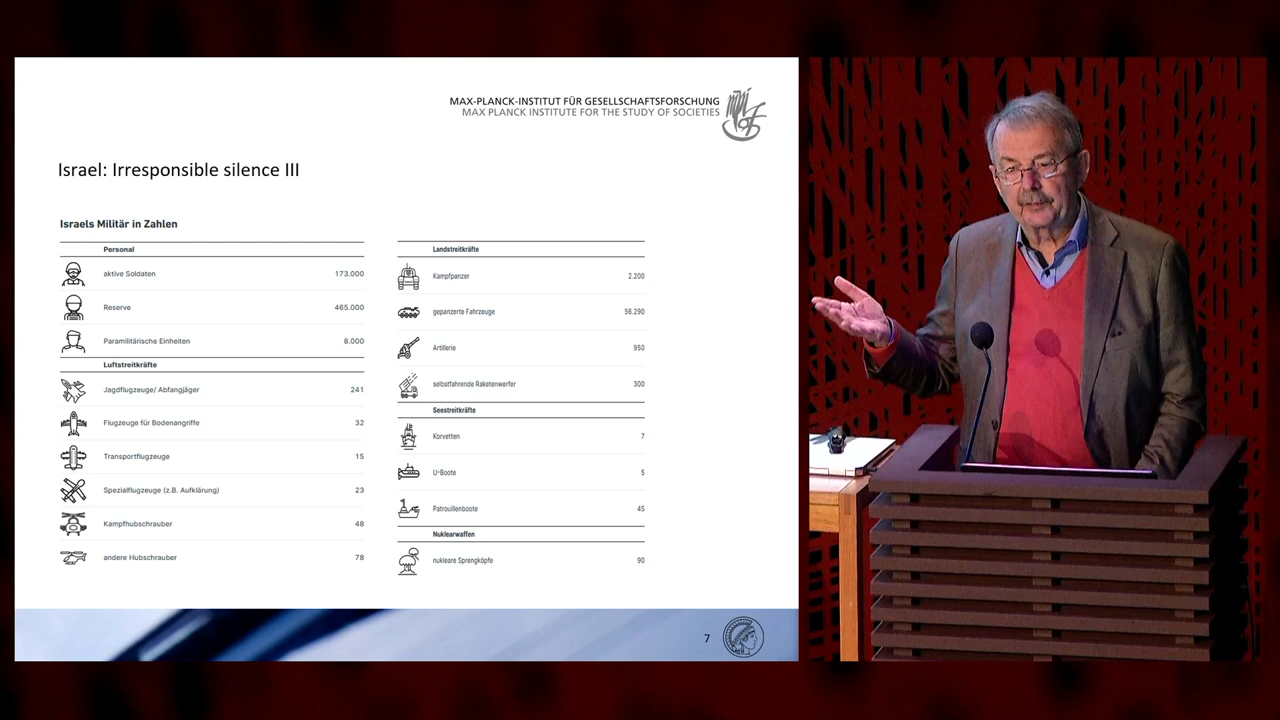 MAX-PLANCK-INSTITUT FÜR GESELLSCHAFTSFORSCHUNG
MAX PLANCK INSTITUTE FOR THE STUDY OF SOCIETIES
Israel: Irresponsible silence III
Israels Militär in Zahlen
Personal
aktive Soldaten 173.000
Reserve 465.000
Paramilitärische Einheiten 8.000
Luftstreitkräfte
Jagdflugzeuge/ Abfangjäger 241
Flugzeuge für Bodenangriffe 32
Transportflugzeuge 15
Spezialflugzeuge (z.B. Aufklärung) 23
Kampfhubschrauber 48
andere Hubschrauber 78
Landstreitkräfte
Kampfpanzer 2.200
gepanzerte Fahrzeuge 56.290
Artillerie 950
selbstfahrende Raketenwerfer 300
Seestreitkräfte
Korvetten 7
U-Boote 5
Patrouillenboote 45
Nuklearwaffen
nukleare Sprengköpfe 90
7